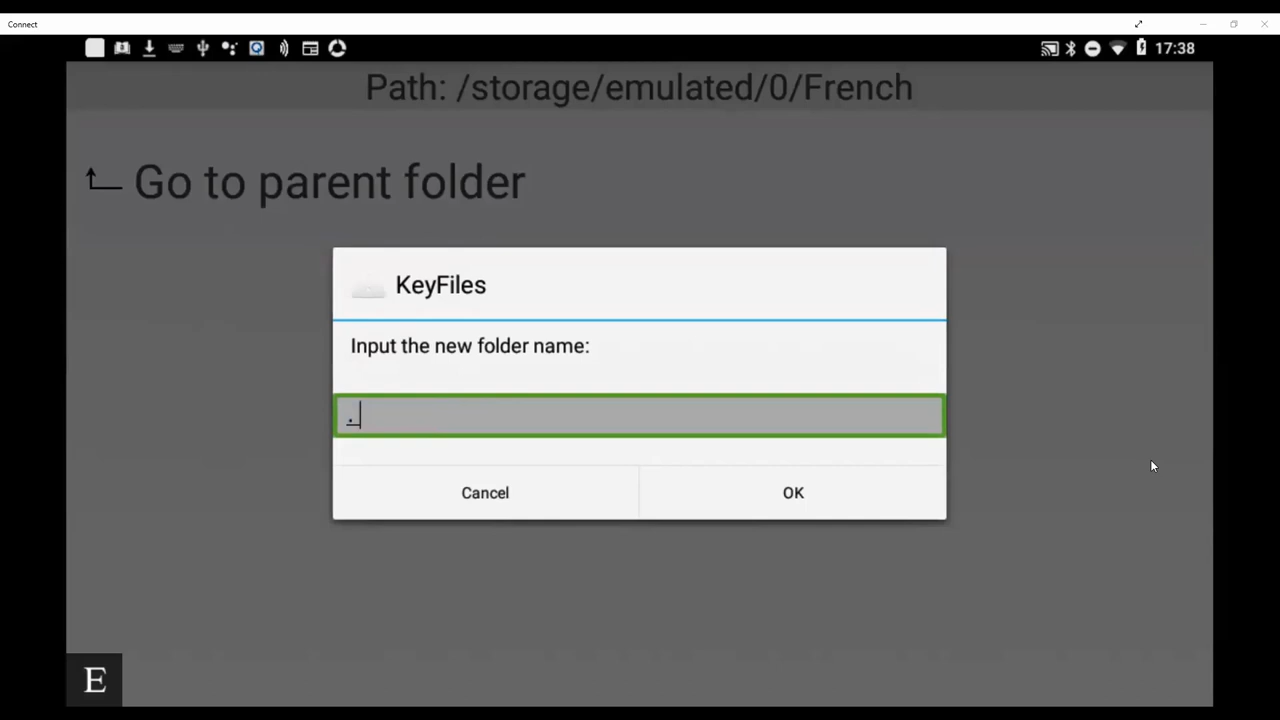 Connect
17:38
Path: /storage/emulated/0/French
Go to parent folder
KeyFiles
Input the new folder name:
.
Cancel
OK
E